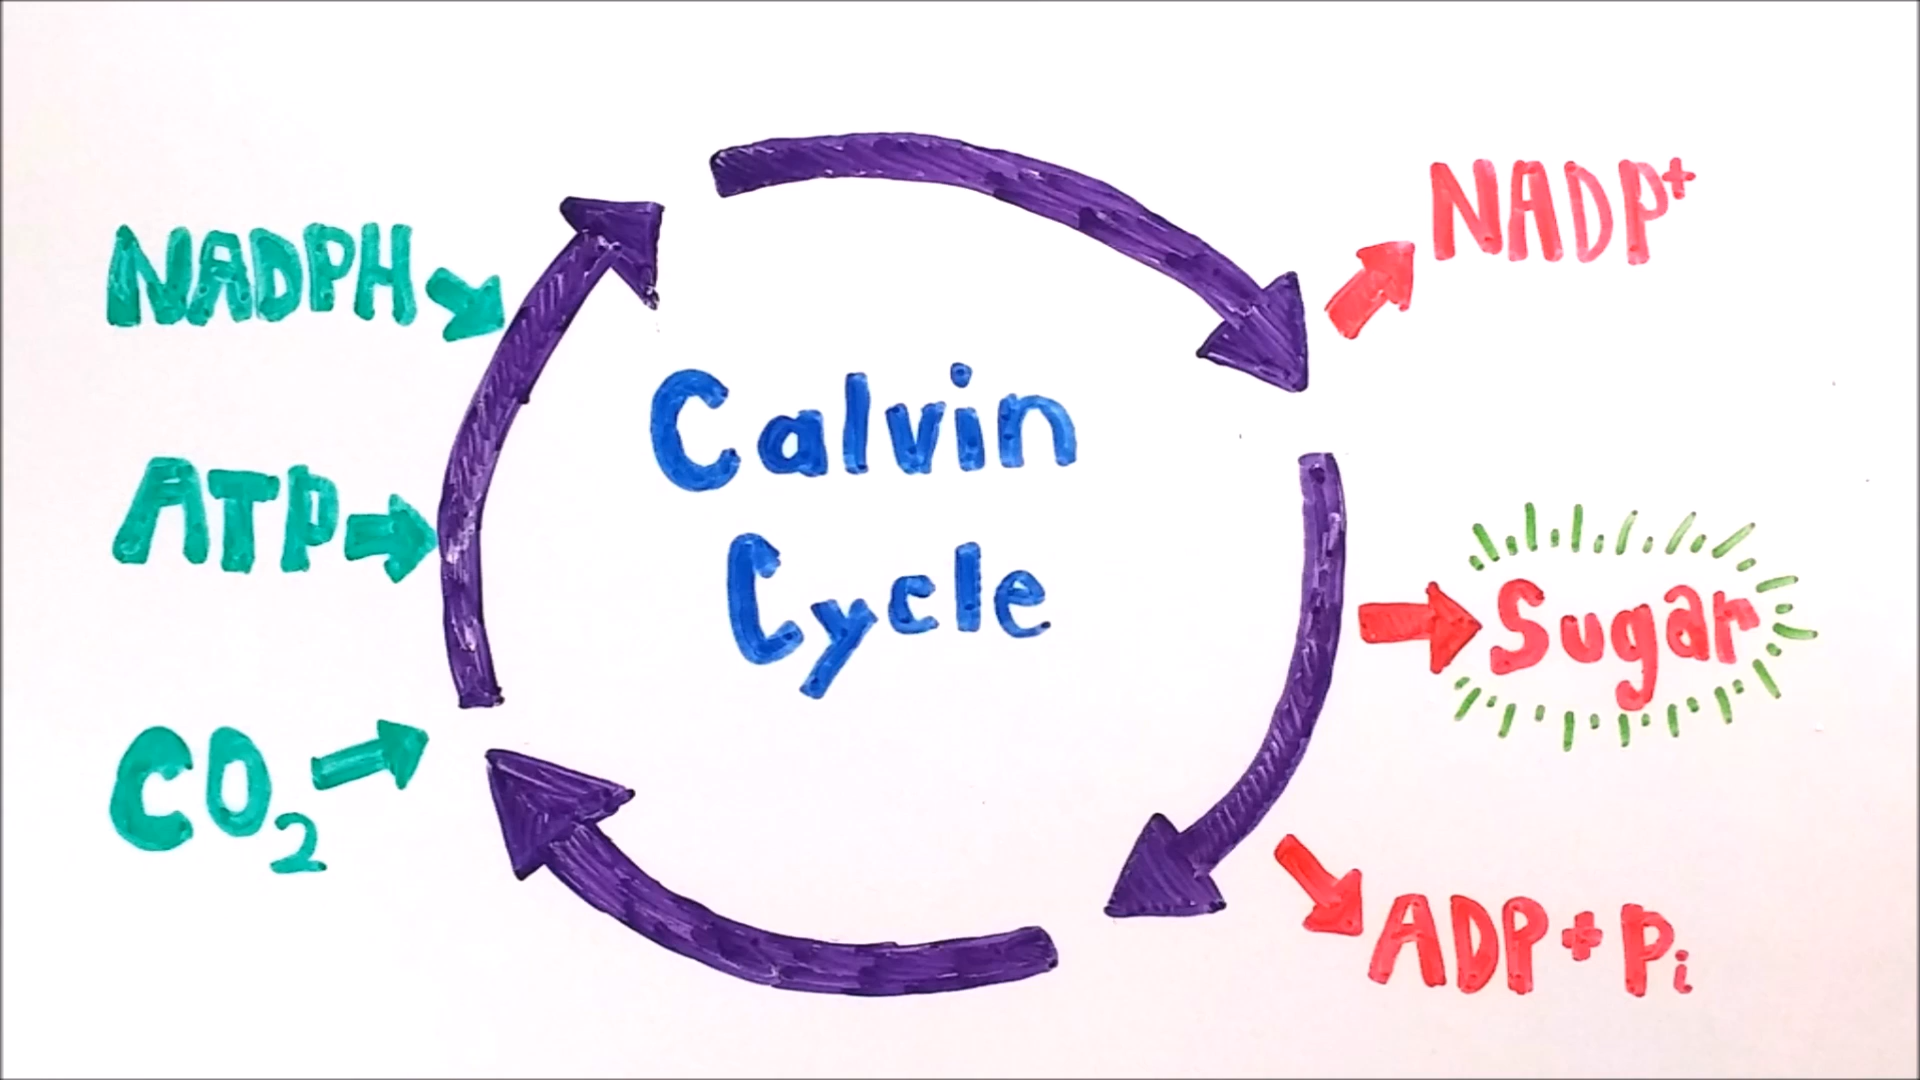 NADPH
ATP
CO₂
Calvin
Cycle
NADP⁺
Sugar
ADP + Pi